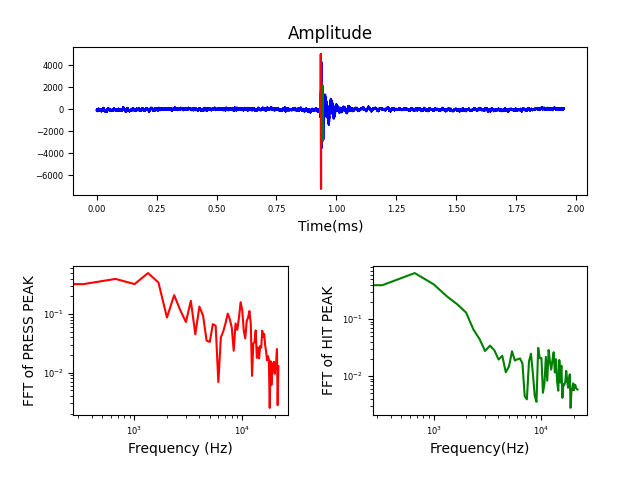 Amplitude
4000
2000
0
−2000
−4000
−6000
0.00 0.25 0.50 0.75 1.00 1.25 1.50 1.75 2.00
Time(ms)
FFT of PRESS PEAK
10⁻¹
10⁻²
10³ 10⁴
Frequency (Hz)
FFT of HIT PEAK
10⁻¹
10⁻²
10³ 10⁴
Frequency(Hz)